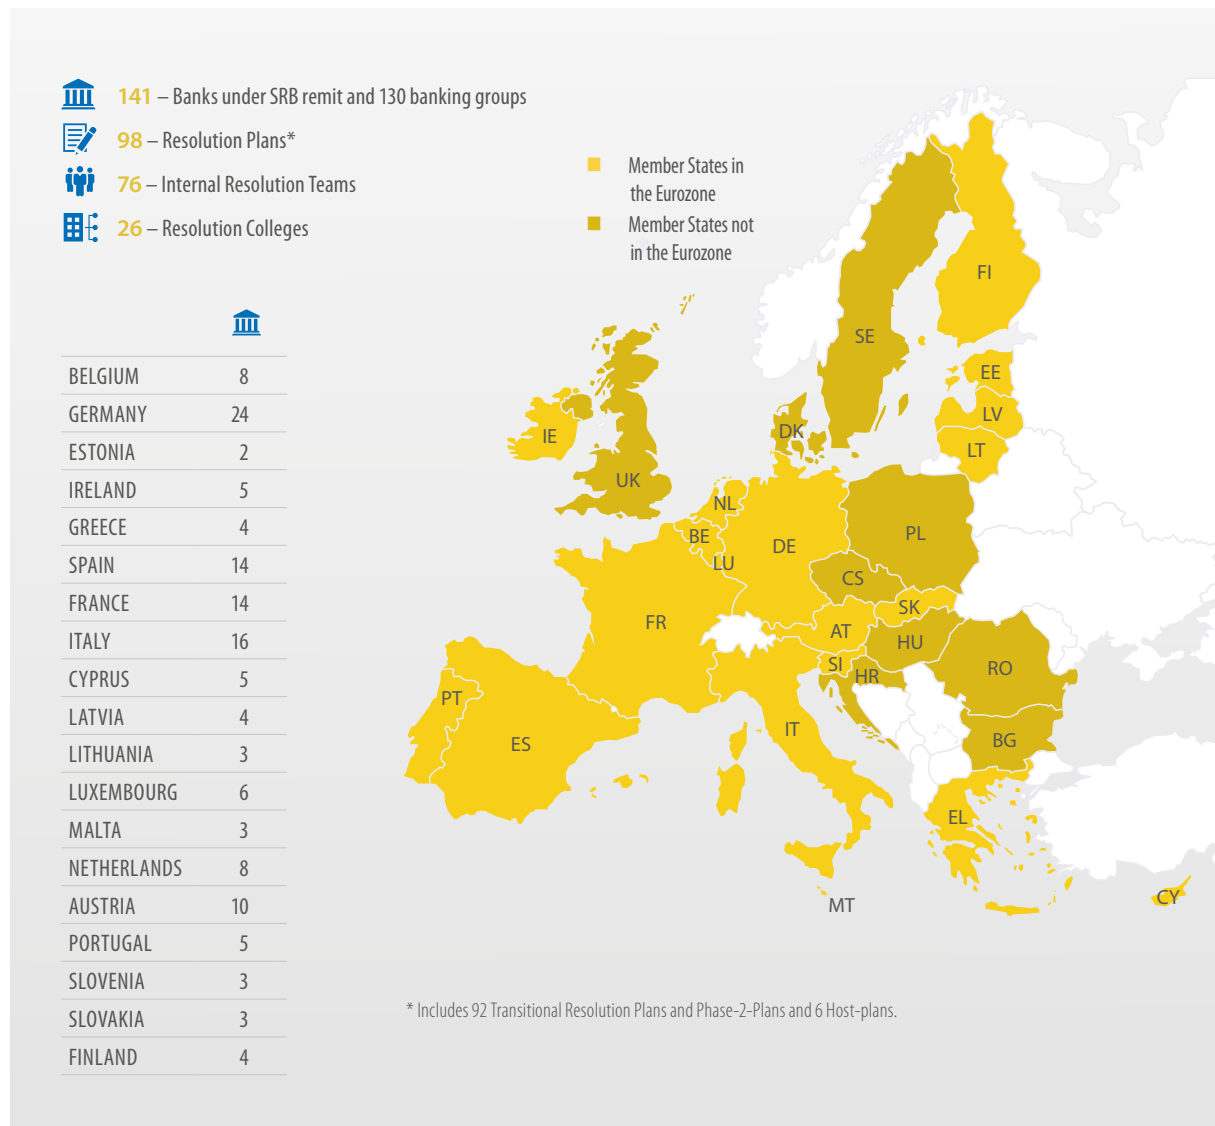 141 – Banks under SRB remit and 130 banking groups
98 – Resolution Plans*
76 – Internal Resolution Teams
26 – Resolution Colleges
Member States in
the Eurozone
Member States not
in the Eurozone
BELGIUM 8
GERMANY 24
ESTONIA 2
IRELAND 5
GREECE 4
SPAIN 14
FRANCE 14
ITALY 16
CYPRUS 5
LATVIA 4
LITHUANIA 3
LUXEMBOURG 6
MALTA 3
NETHERLANDS 8
AUSTRIA 10
PORTUGAL 5
SLOVENIA 3
SLOVAKIA 3
FINLAND 4
FI
SE
EE
LV
LT
DK
IE
UK
NL
BE
LU
DE
PL
CS
SK
FR
AT
HU
SI
HR
RO
PT
ES
IT
BG
EL
MT
CY
* Includes 92 Transitional Resolution Plans and Phase-2-Plans and 6 Host-plans.